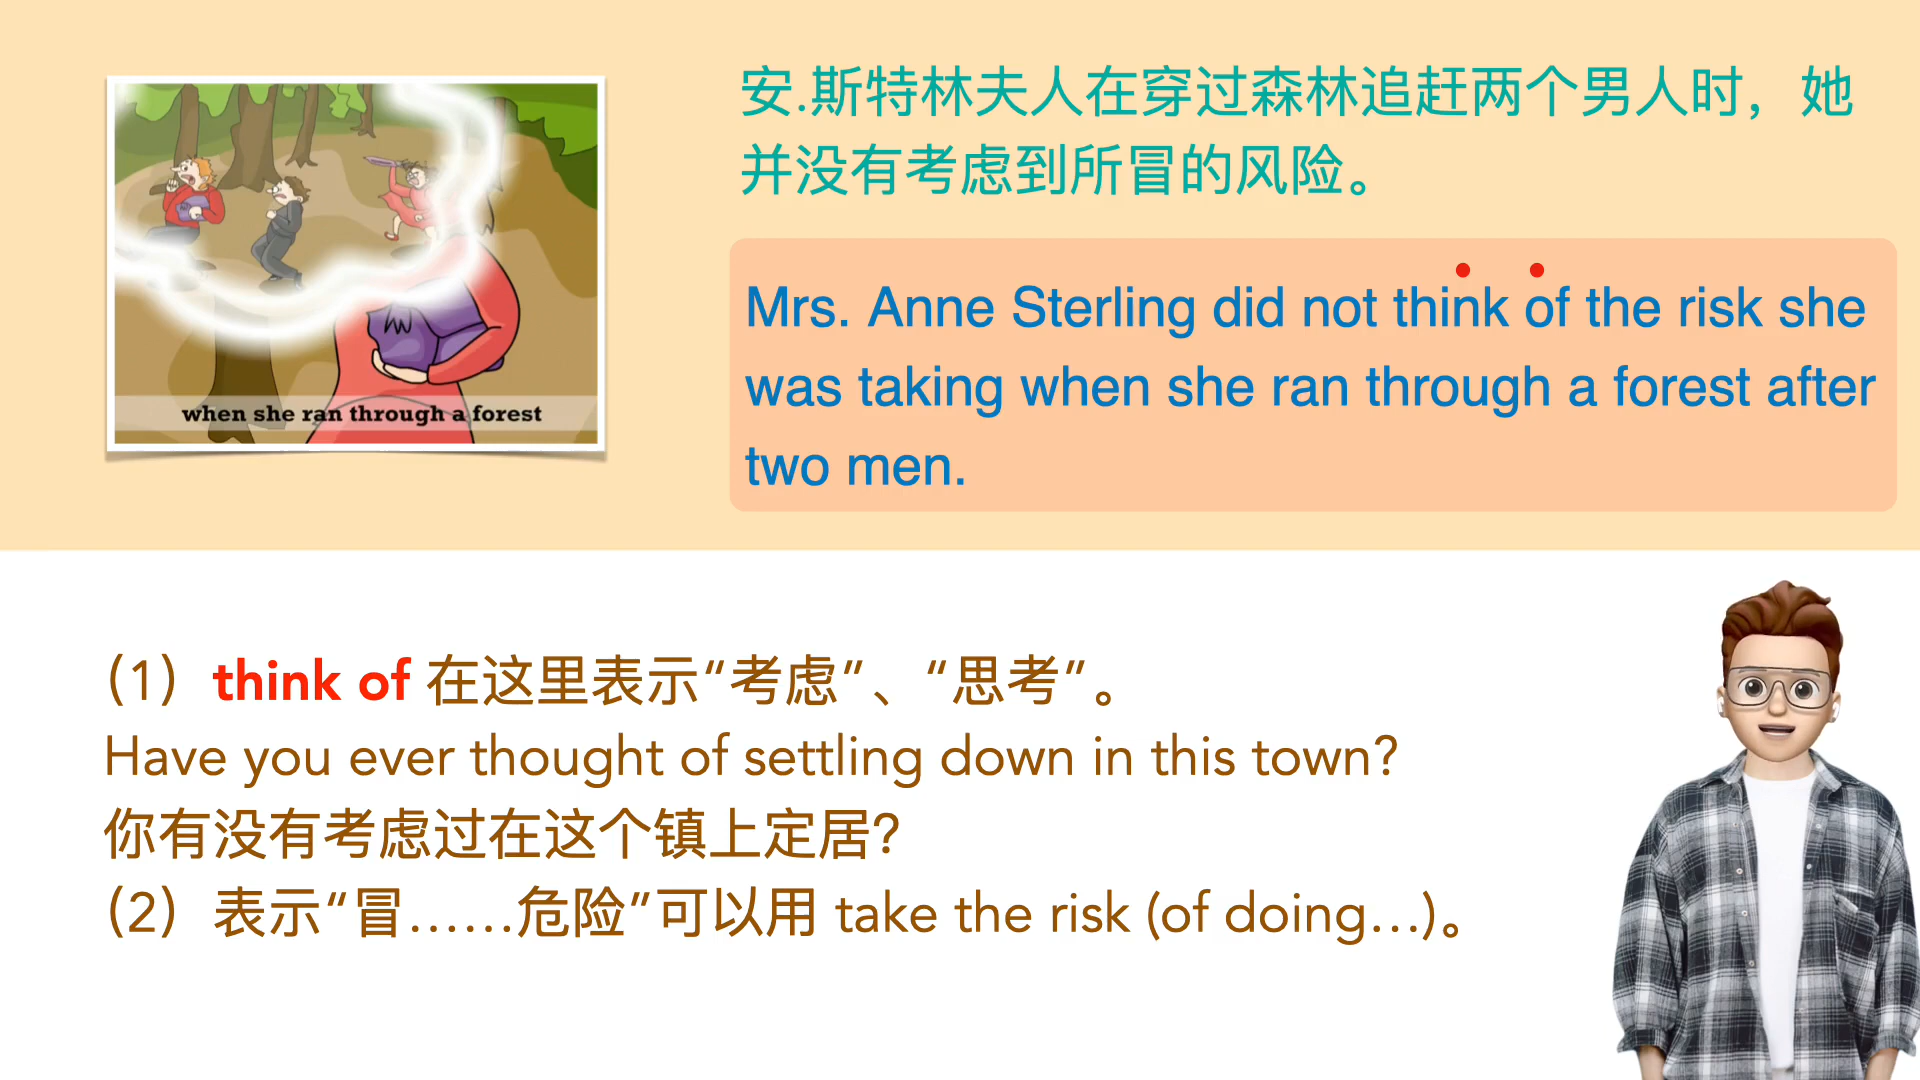 安.斯特林夫人在穿过森林追赶两个男人时，她
并没有考虑到所冒的风险。
Mrs. Anne Sterling did not think of the risk she
was taking when she ran through a forest after
two men.
when she ran through a forest
（1）think of 在这里表示“考虑”、“思考”。
Have you ever thought of settling down in this town?
你有没有考虑过在这个镇上定居？
（2）表示“冒……危险”可以用 take the risk (of doing…)。